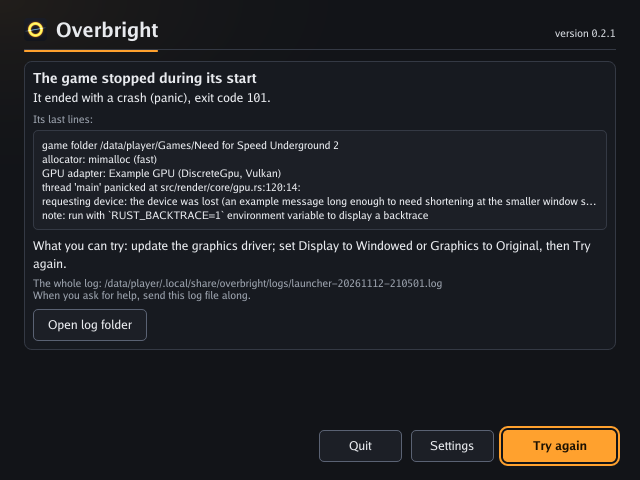 Overbright
version 0.2.1
The game stopped during its start
It ended with a crash (panic), exit code 101.
Its last lines:
game folder /data/player/Games/Need for Speed Underground 2
allocator: mimalloc (fast)
GPU adapter: Example GPU (DiscreteGpu, Vulkan)
thread 'main' panicked at src/render/core/gpu.rs:120:14:
requesting device: the device was lost (an example message long enough to need shortening at the smaller window s…
note: run with `RUST_BACKTRACE=1` environment variable to display a backtrace
What you can try: update the graphics driver; set Display to Windowed or Graphics to Original, then Try
again.
The whole log: /data/player/.local/share/overbright/logs/launcher-20261112-210501.log
When you ask for help, send this log file along.
Open log folder
Quit
Settings
Try again